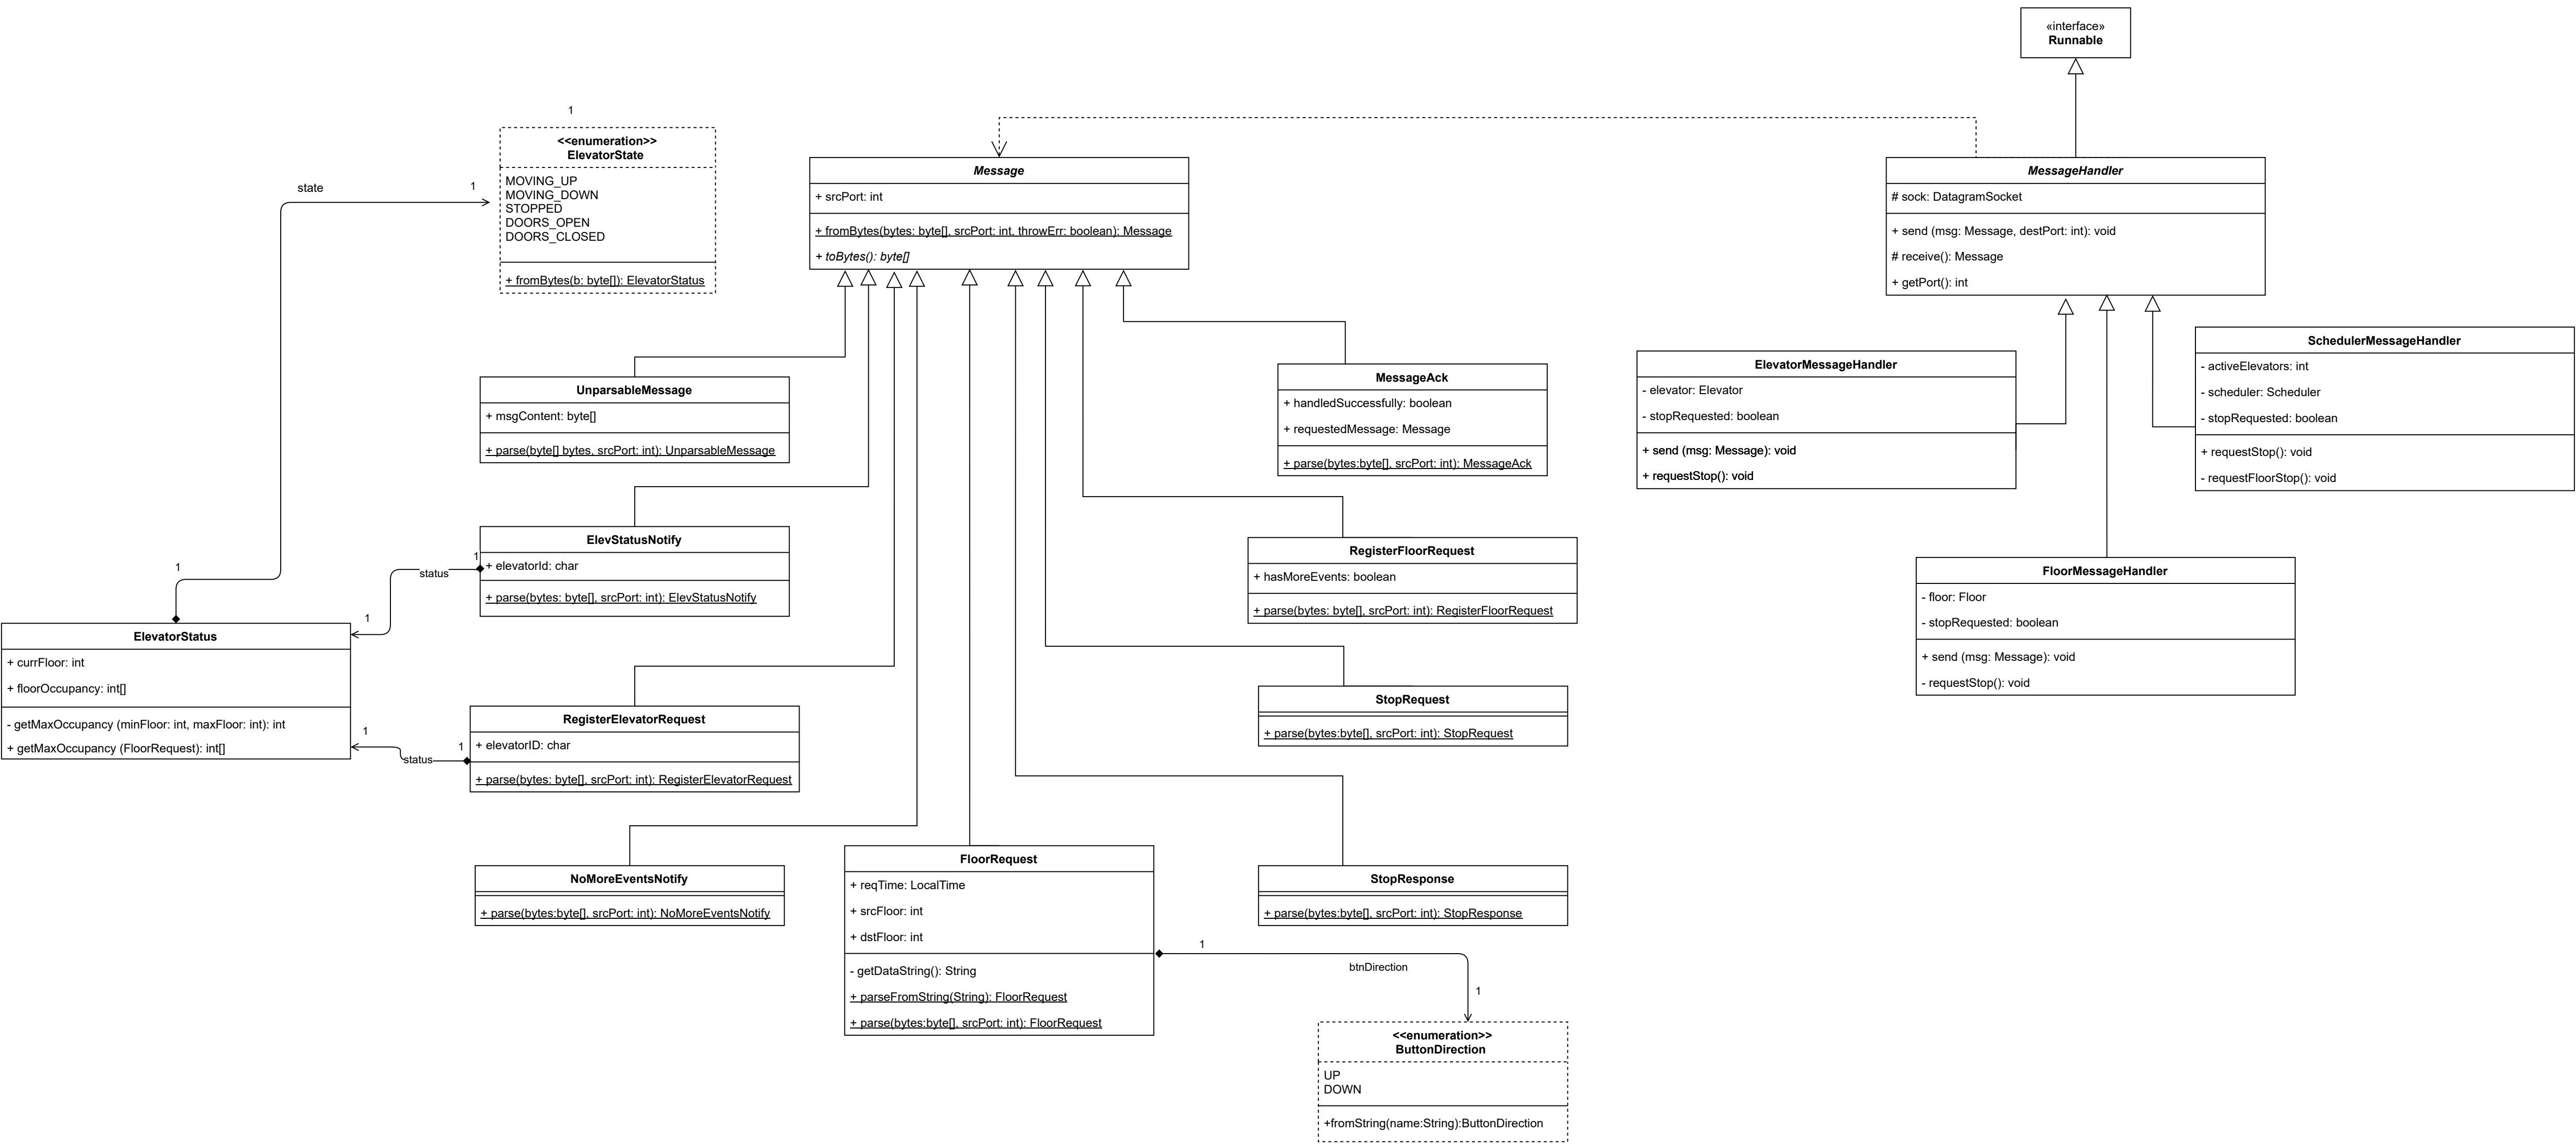 «interface»
Runnable
1
<<enumeration>>
ElevatorState
MOVING_UP
MOVING_DOWN
STOPPED
DOORS_OPEN
DOORS_CLOSED
+ fromBytes(b: byte[]): ElevatorStatus
state
1
1
Message
+ srcPort: int
+ fromBytes(bytes: byte[], srcPort: int, throwErr: boolean): Message
+ toBytes(): byte[]
MessageHandler
# sock: DatagramSocket
+ send (msg: Message, destPort: int): void
# receive(): Message
+ getPort(): int
UnparsableMessage
+ msgContent: byte[]
+ parse(byte[] bytes, srcPort: int): UnparsableMessage
MessageAck
+ handledSuccessfully: boolean
+ requestedMessage: Message
+ parse(bytes:byte[], srcPort: int): MessageAck
ElevatorMessageHandler
- elevator: Elevator
- stopRequested: boolean
+ send (msg: Message): void
+ requestStop(): void
SchedulerMessageHandler
- activeElevators: int
- scheduler: Scheduler
- stopRequested: boolean
+ requestStop(): void
- requestFloorStop(): void
ElevStatusNotify
+ elevatorId: char
+ parse(bytes: byte[], srcPort: int): ElevStatusNotify
1
status
1
RegisterFloorRequest
+ hasMoreEvents: boolean
+ parse(bytes: byte[], srcPort: int): RegisterFloorRequest
FloorMessageHandler
- floor: Floor
- stopRequested: boolean
+ send (msg: Message): void
- requestStop(): void
ElevatorStatus
+ currFloor: int
+ floorOccupancy: int[]
- getMaxOccupancy (minFloor: int, maxFloor: int): int
+ getMaxOccupancy (FloorRequest): int[]
1
status
1
RegisterElevatorRequest
+ elevatorID: char
+ parse(bytes: byte[], srcPort: int): RegisterElevatorRequest
StopRequest
+ parse(bytes:byte[], srcPort: int): StopRequest
NoMoreEventsNotify
+ parse(bytes:byte[], srcPort: int): NoMoreEventsNotify
FloorRequest
+ reqTime: LocalTime
+ srcFloor: int
+ dstFloor: int
- getDataString(): String
+ parseFromString(String): FloorRequest
+ parse(bytes:byte[], srcPort: int): FloorRequest
StopResponse
+ parse(bytes:byte[], srcPort: int): StopResponse
1
btnDirection
1
<<enumeration>>
ButtonDirection
UP
DOWN
+fromString(name:String):ButtonDirection